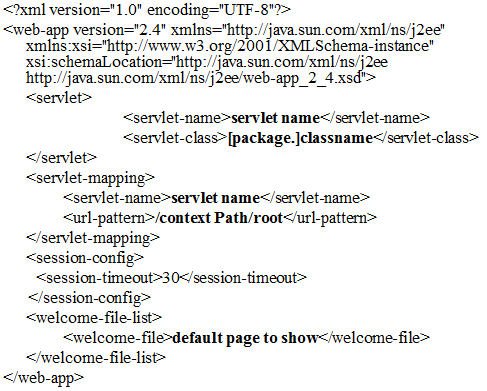 <?xml version="1.0" encoding="UTF-8"?>
<web-app version="2.4" xmlns="http://java.sun.com/xml/ns/j2ee"
xmlns:xsi="http://www.w3.org/2001/XMLSchema-instance"
xsi:schemaLocation="http://java.sun.com/xml/ns/j2ee
http://java.sun.com/xml/ns/j2ee/web-app_2_4.xsd">
<servlet>
<servlet-name>servlet name</servlet-name>
<servlet-class>[package.]classname</servlet-class>
</servlet>
<servlet-mapping>
<servlet-name>servlet name</servlet-name>
<url-pattern>/context Path/root</url-pattern>
</servlet-mapping>
<session-config>
<session-timeout>30</session-timeout>
</session-config>
<welcome-file-list>
<welcome-file>default page to show</welcome-file>
</welcome-file-list>
</web-app>